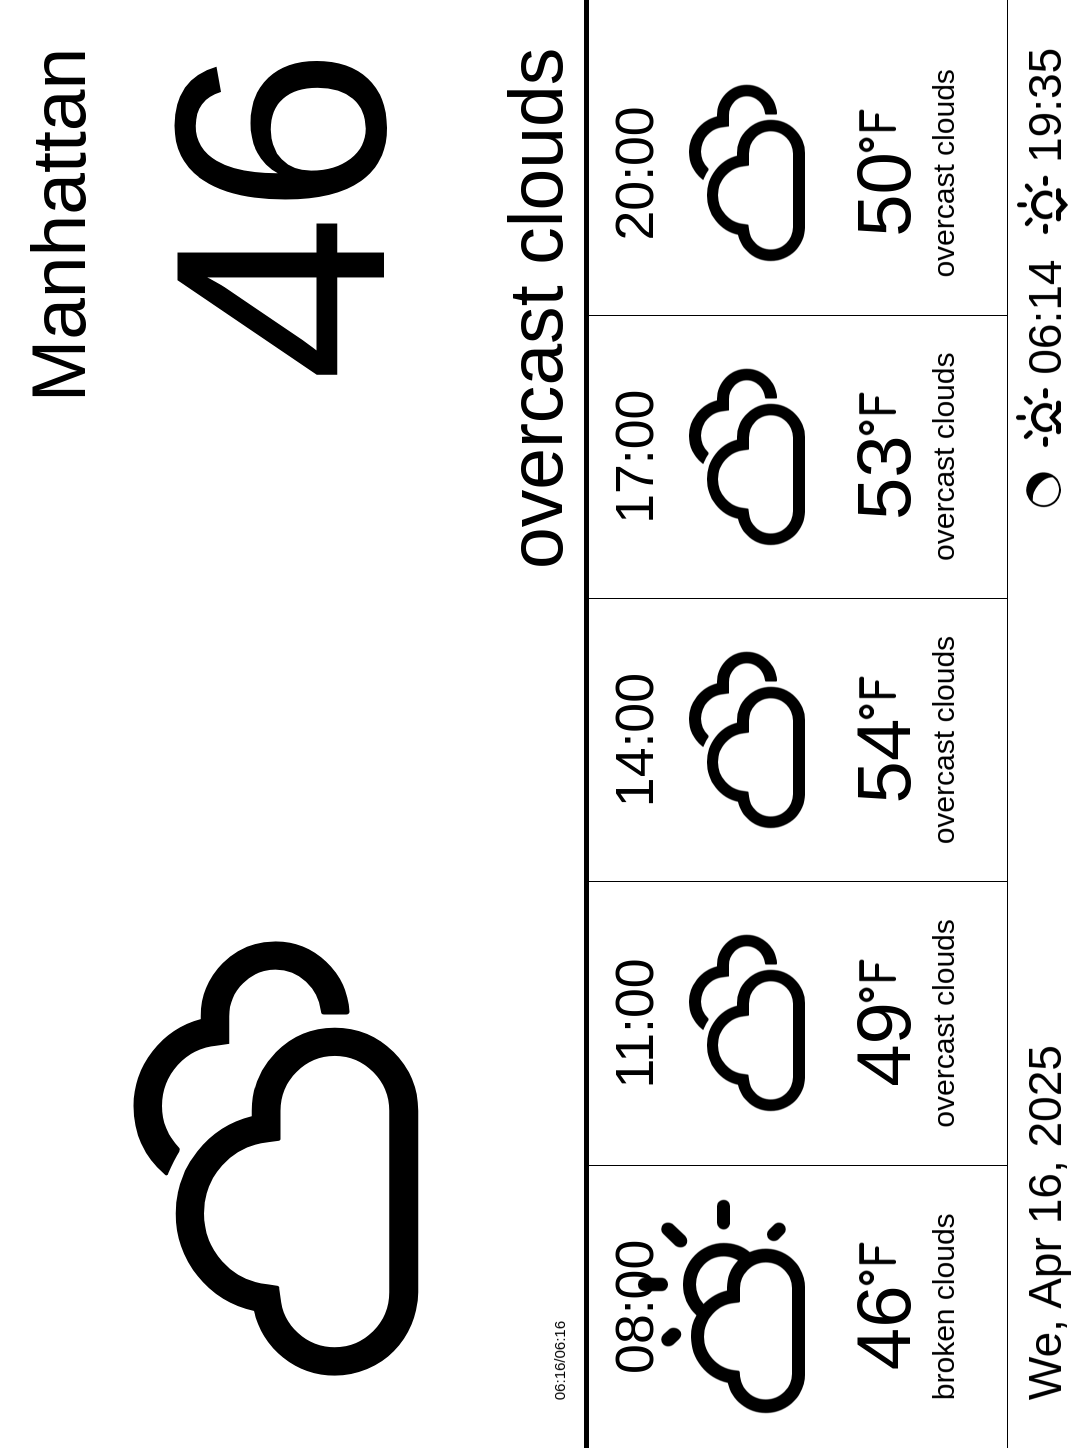 Manhattan
46
overcast clouds
06:16/06:16
08:00
46°F
broken clouds
11:00
49°F
overcast clouds
14:00
54°F
overcast clouds
17:00
53°F
overcast clouds
20:00
50°F
overcast clouds
We, Apr 16, 2025
06:14
19:35